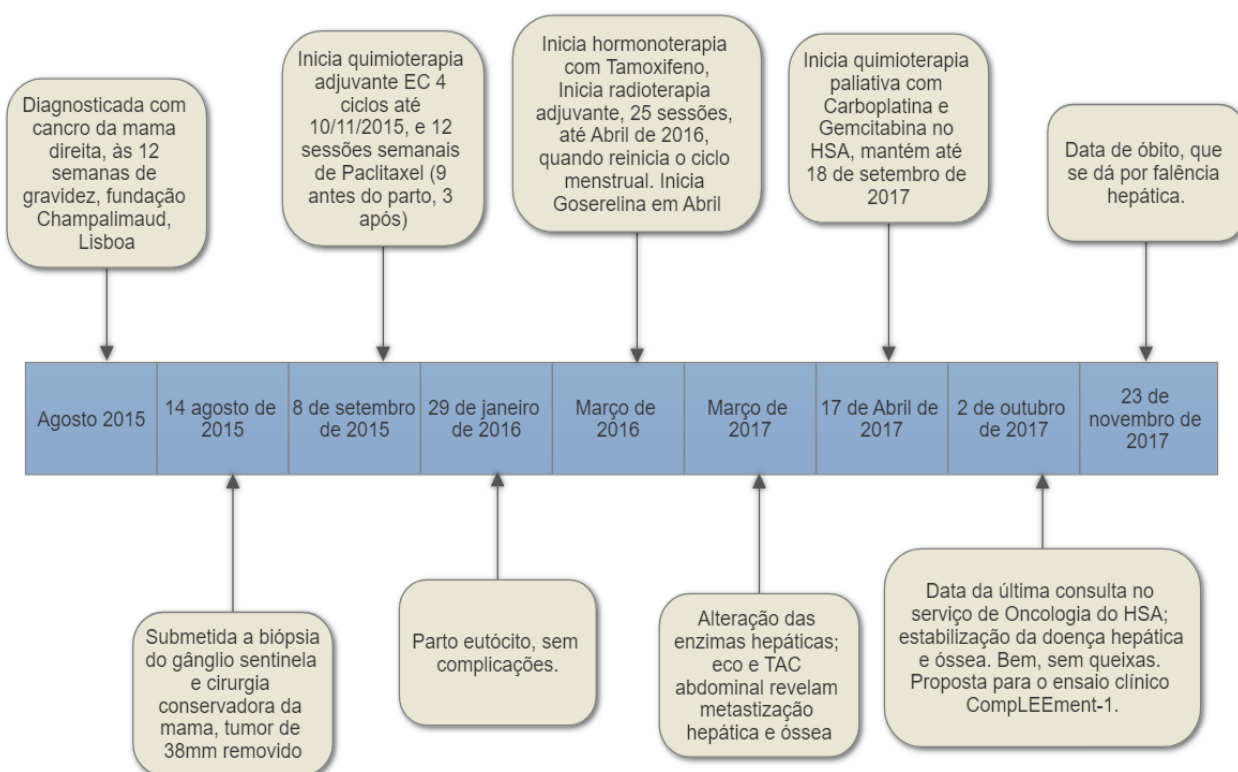 Diagnosticada com
cancro da mama
direita, às 12
semanas de
gravidez, fundação
Champalimaud,
Lisboa
Inicia quimioterapia
adjuvante EC 4
ciclos até
10/11/2015, e 12
sessões semanais
de Paclitaxel (9
antes do parto, 3
após)
Inicia hormonoterapia
com Tamoxifeno,
Inicia radioterapia
adjuvante, 25 sessões,
até Abril de 2016,
quando reinicia o ciclo
menstrual. Inicia
Goserelina em Abril
Inicia quimioterapia
paliativa com
Carboplatina e
Gemcitabina no
HSA, mantém até
18 de setembro de
2017
Data de óbito, que
se dá por falência
hepática.
Agosto 2015
14 agosto de
2015
8 de setembro
de 2015
29 de janeiro
de 2016
Março de
2016
Março de
2017
17 de Abril de
2017
2 de outubro
de 2017
23 de
novembro de
2017
Submetida a biópsia
do gânglio sentinela
e cirurgia
conservadora da
mama, tumor de
38mm removido
Parto eutócito, sem
complicações.
Alteração das
enzimas hepáticas;
eco e TAC
abdominal revelam
metastização
hepática e óssea
Data da última consulta no
serviço de Oncologia do HSA;
estabilização da doença hepática
e óssea. Bem, sem queixas.
Proposta para o ensaio clínico
CompLEEment-1.